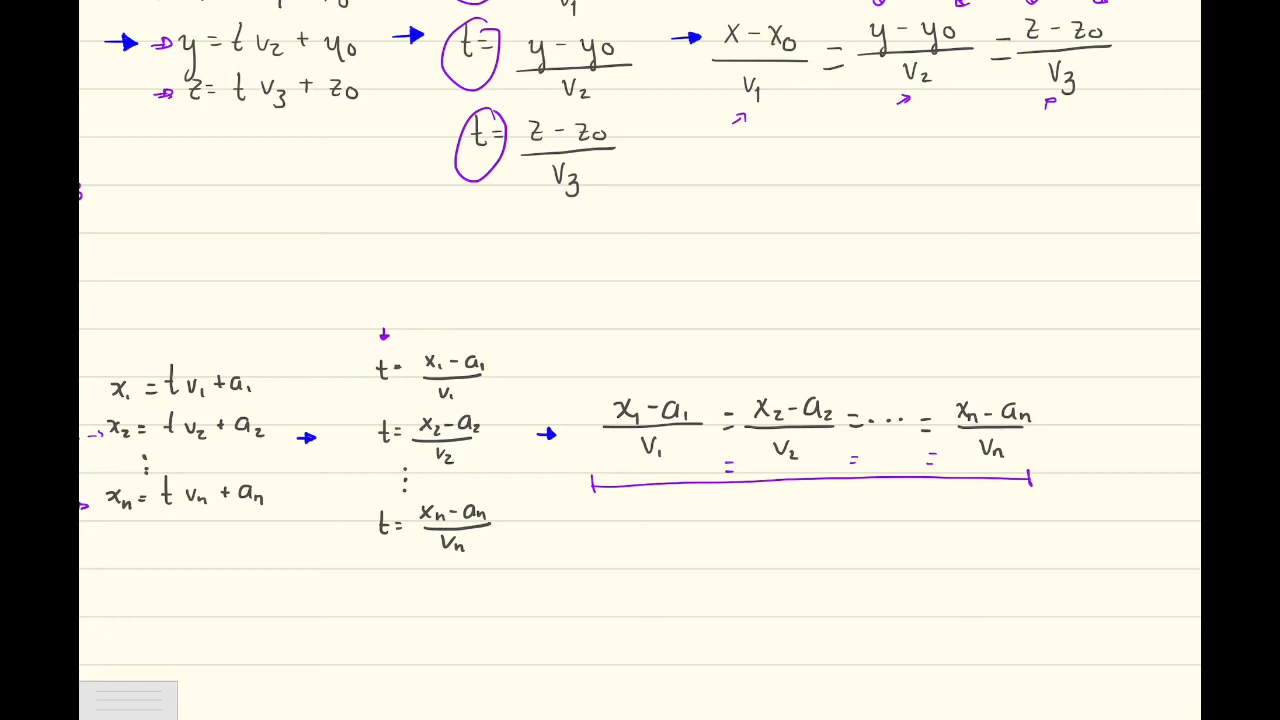 v₁
y = t v₂ + y₀
t = (y - y₀)/v₂
(x - x₀)/v₁ = (y - y₀)/v₂ = (z - z₀)/v₃
z = t v₃ + z₀
t = (z - z₀)/v₃
x₁ = t v₁ + a₁
x₂ = t v₂ + a₂
⋮
xₙ = t vₙ + aₙ
t = (x₁ - a₁)/v₁
t = (x₂ - a₂)/v₂
⋮
t = (xₙ - aₙ)/vₙ
(x₁ - a₁)/v₁ = (x₂ - a₂)/v₂ = ... = (xₙ - aₙ)/vₙ
= = =